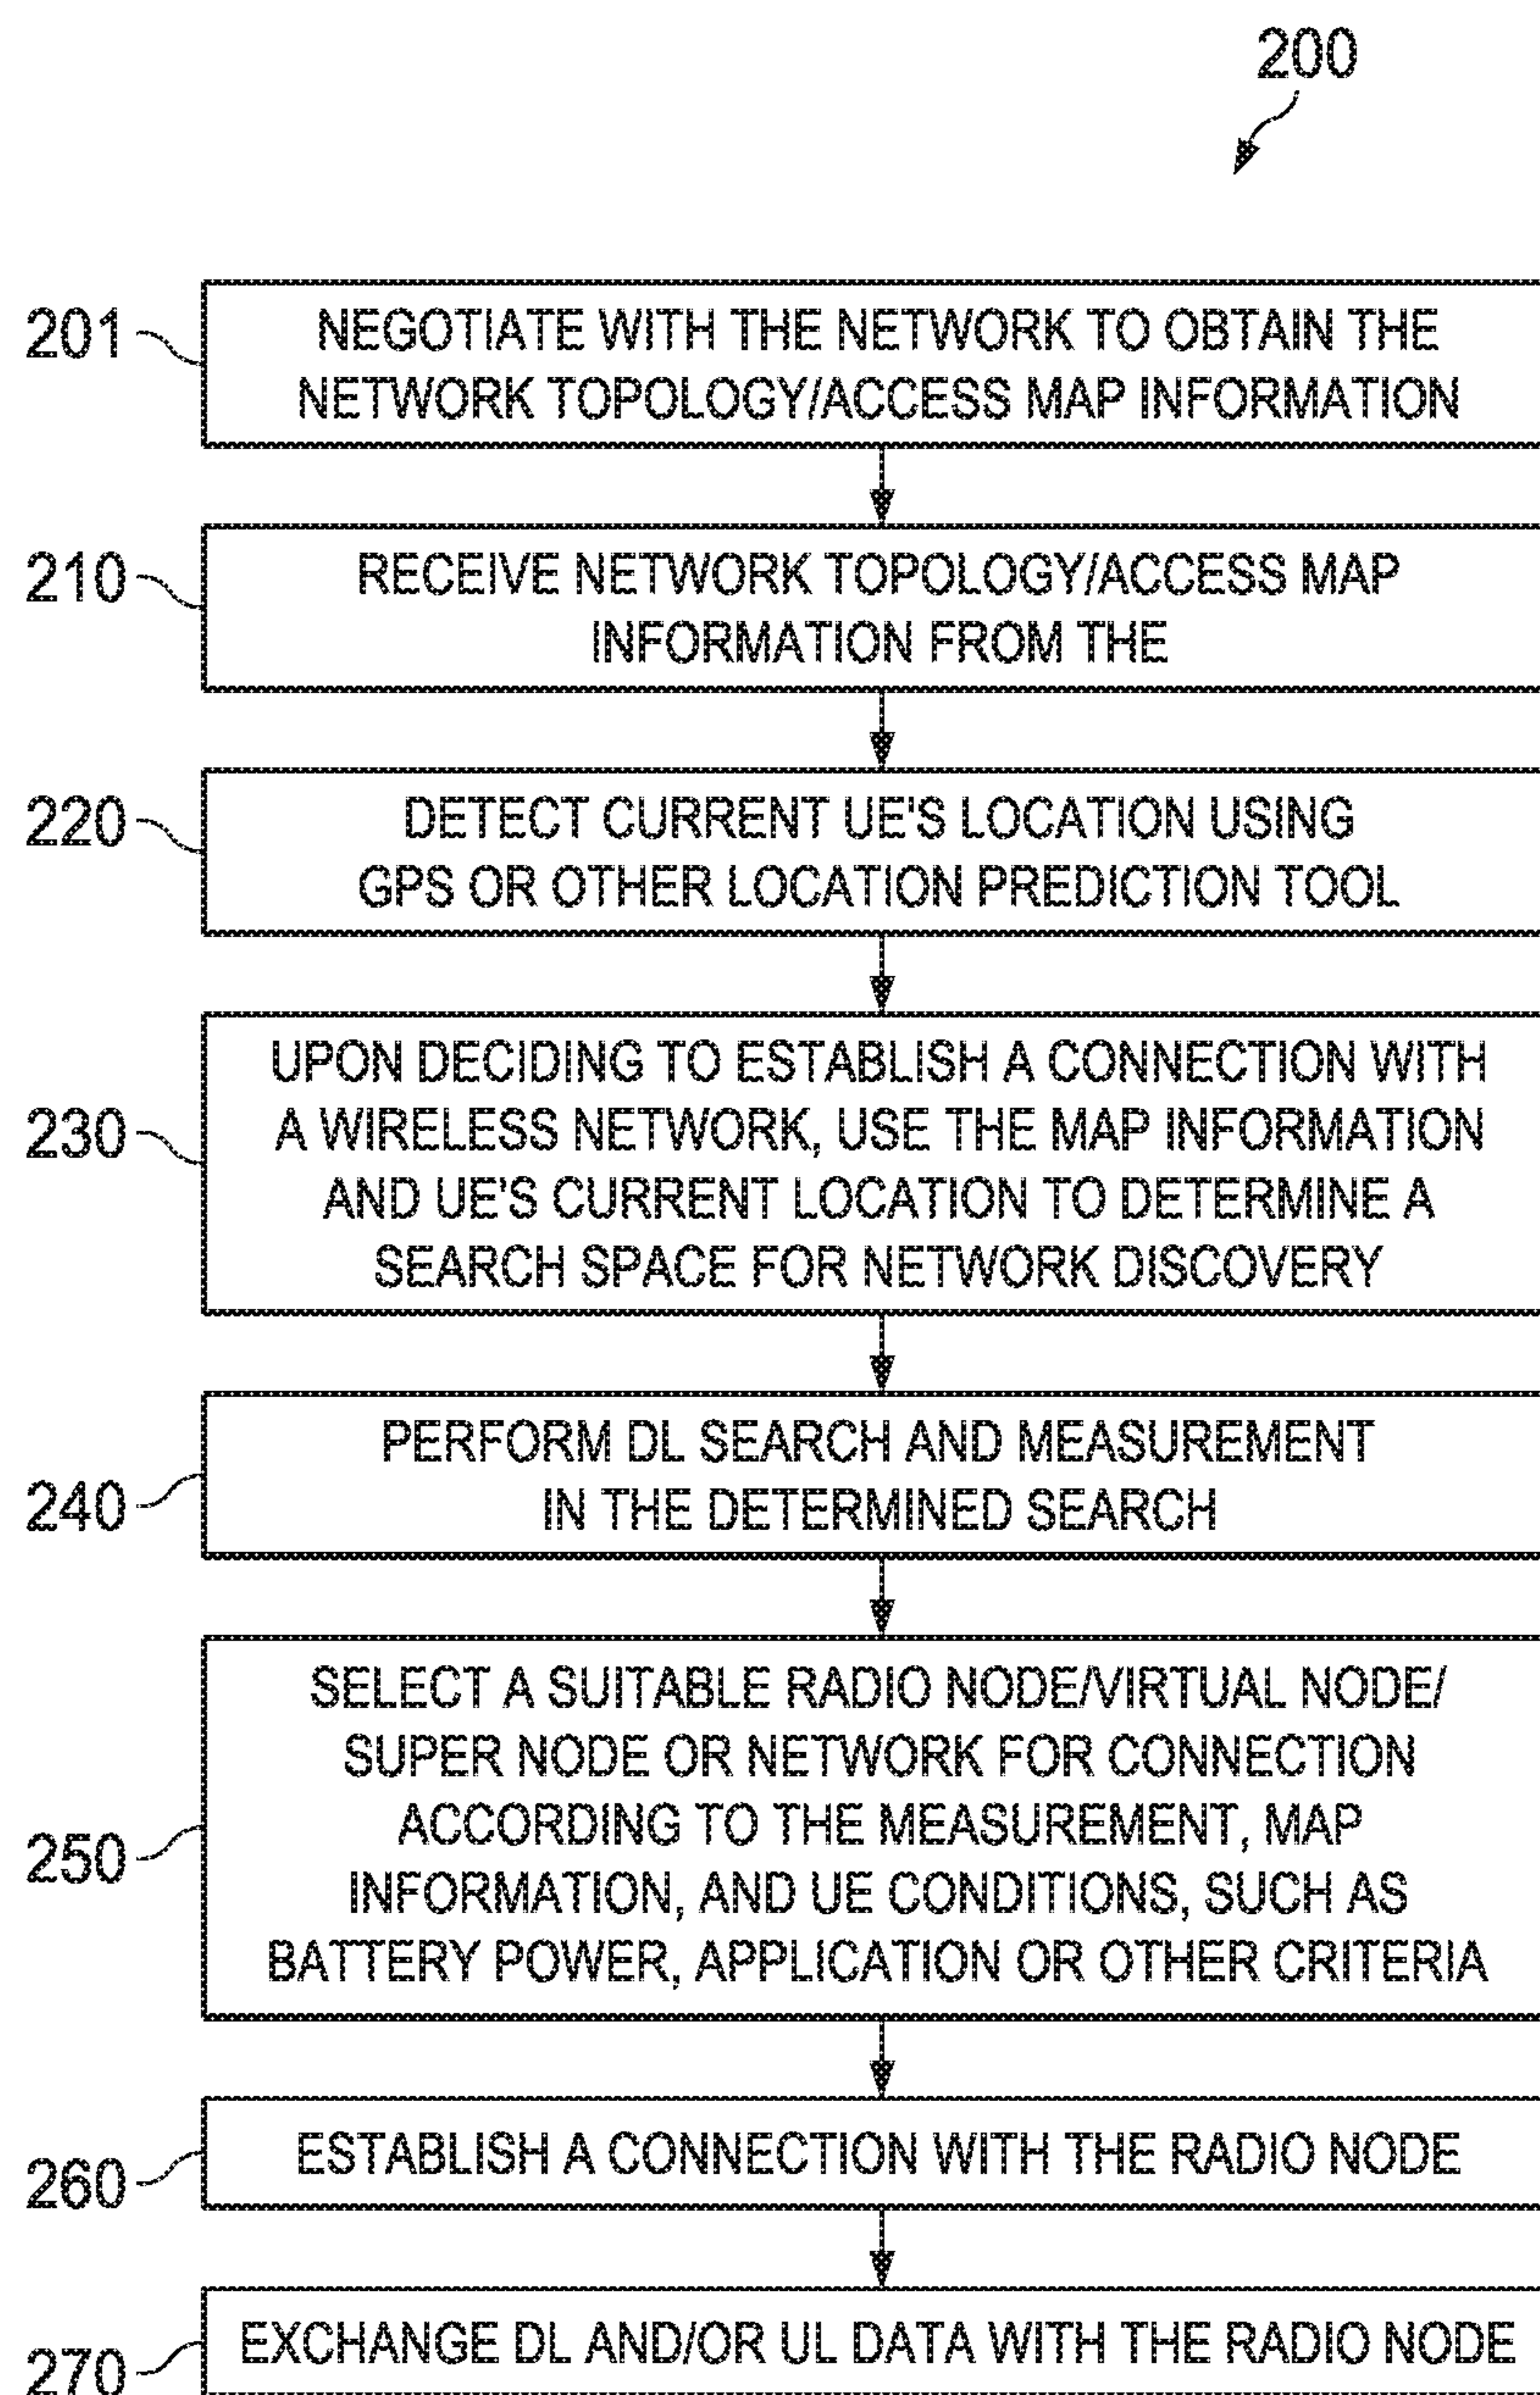 200
201
NEGOTIATE WITH THE NETWORK TO OBTAIN THE
NETWORK TOPOLOGY/ACCESS MAP INFORMATION
210
RECEIVE NETWORK TOPOLOGY/ACCESS MAP
INFORMATION FROM THE
220
DETECT CURRENT UE'S LOCATION USING
GPS OR OTHER LOCATION PREDICTION TOOL
230
UPON DECIDING TO ESTABLISH A CONNECTION WITH
A WIRELESS NETWORK, USE THE MAP INFORMATION
AND UE'S CURRENT LOCATION TO DETERMINE A
SEARCH SPACE FOR NETWORK DISCOVERY
240
PERFORM DL SEARCH AND MEASUREMENT
IN THE DETERMINED SEARCH
250
SELECT A SUITABLE RADIO NODE/VIRTUAL NODE/
SUPER NODE OR NETWORK FOR CONNECTION
ACCORDING TO THE MEASUREMENT, MAP
INFORMATION, AND UE CONDITIONS, SUCH AS
BATTERY POWER, APPLICATION OR OTHER CRITERIA
260
ESTABLISH A CONNECTION WITH THE RADIO NODE
270
EXCHANGE DL AND/OR UL DATA WITH THE RADIO NODE